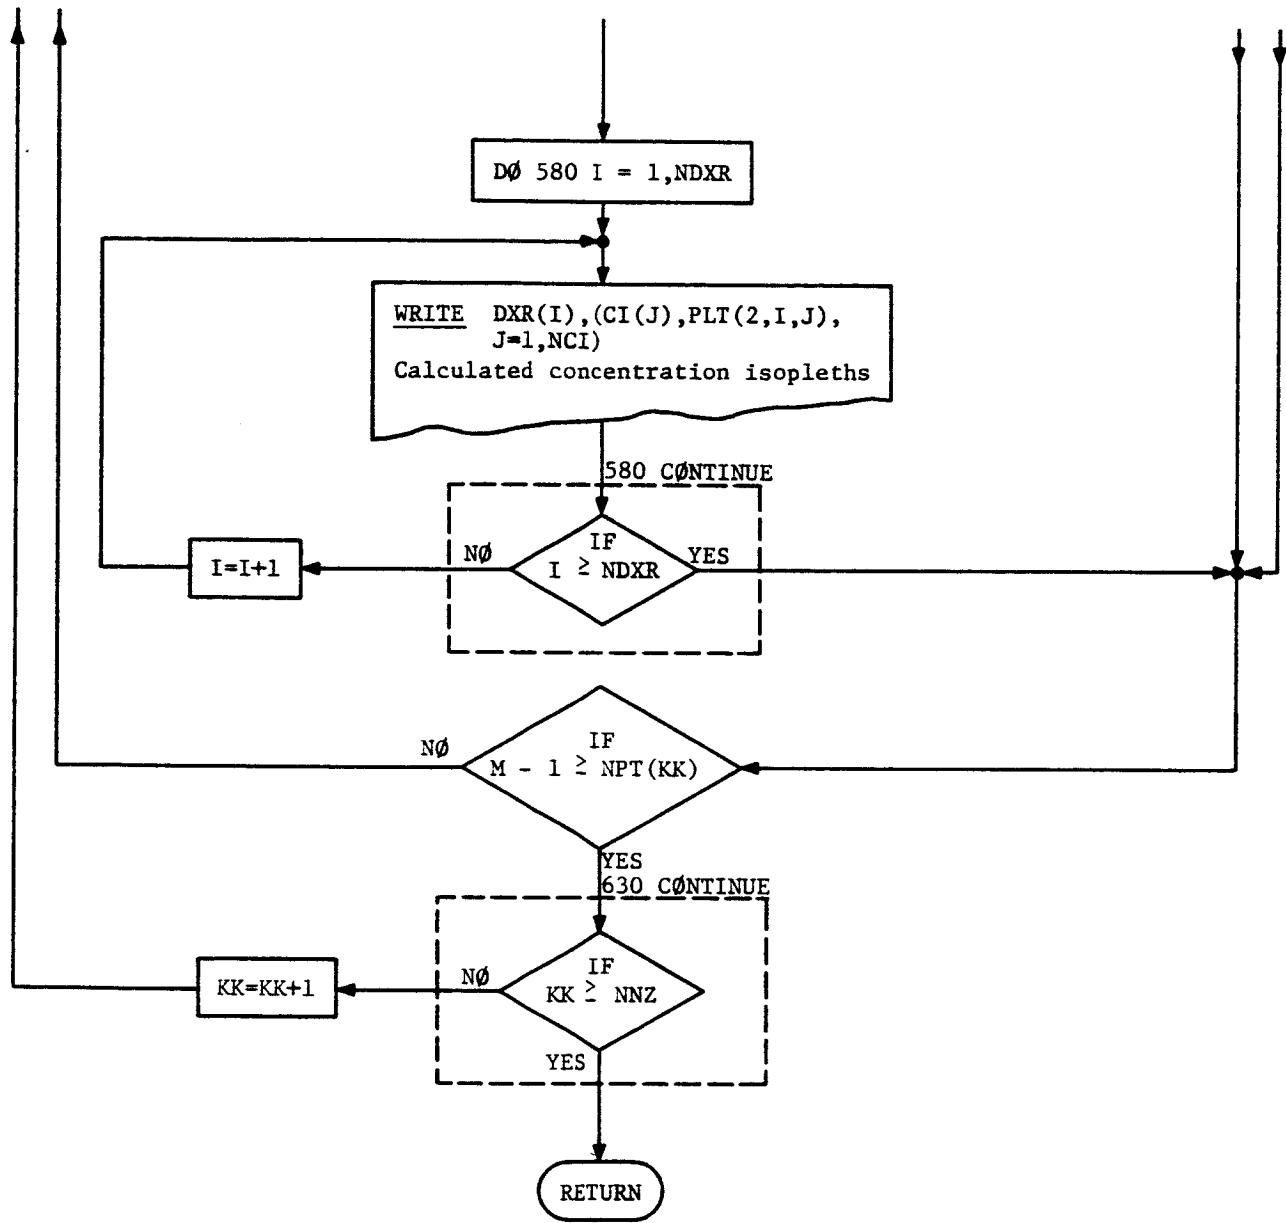 DØ 580 I = 1,NDXR
WRITE DXR(I),(CI(J),PLT(2,I,J),
J=1,NCI)
Calculated concentration isopleths
580 CØNTINUE
IF
I ≥ NDXR
NØ
YES
I=I+1
IF
M - 1 ≥ NPT(KK)
NØ
YES
630 CØNTINUE
IF
KK ≥ NNZ
NØ
KK=KK+1
YES
RETURN